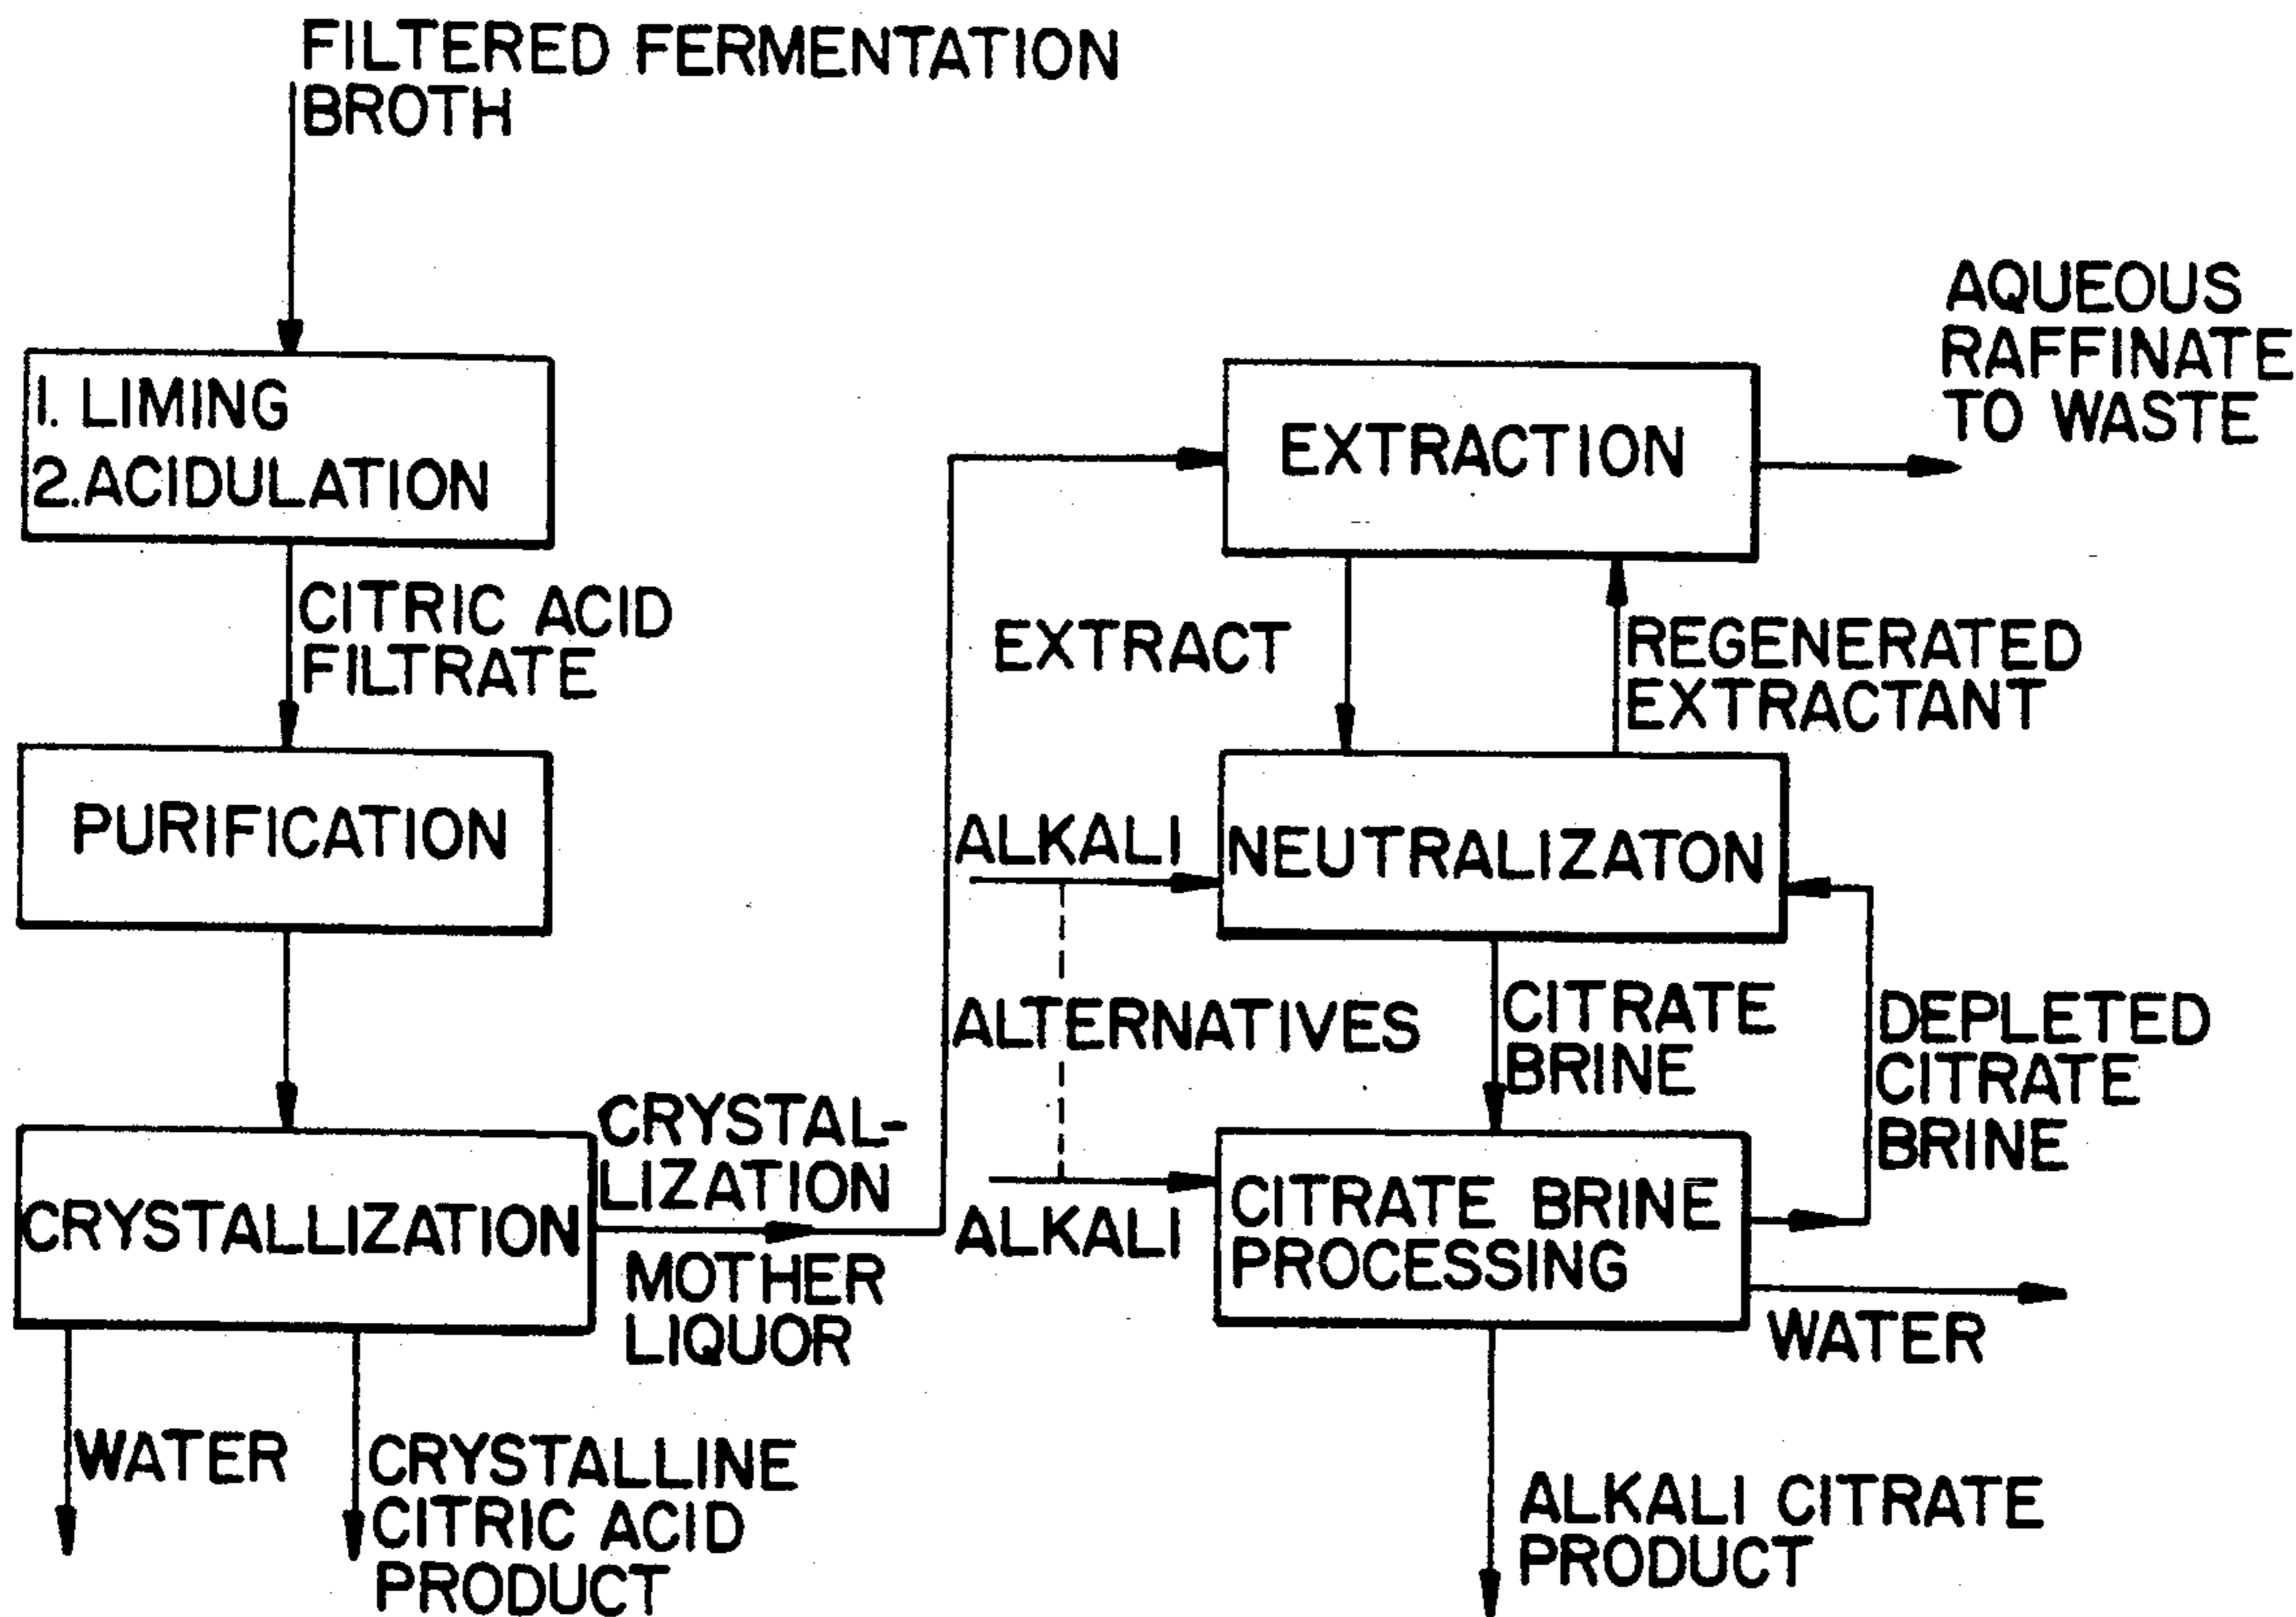 FILTERED FERMENTATION
BROTH
1. LIMING
2. ACIDULATION
CITRIC ACID
FILTRATE
PURIFICATION
CRYSTALLIZATION
CRYSTAL-
LIZATION
MOTHER
LIQUOR
WATER
CRYSTALLINE
CITRIC ACID
PRODUCT
EXTRACTION
AQUEOUS
RAFFINATE
TO WASTE
EXTRACT
REGENERATED
EXTRACTANT
ALKALI
NEUTRALIZATON
ALTERNATIVES
CITRATE
BRINE
DEPLETED
CITRATE
BRINE
ALKALI
CITRATE BRINE
PROCESSING
WATER
ALKALI CITRATE
PRODUCT